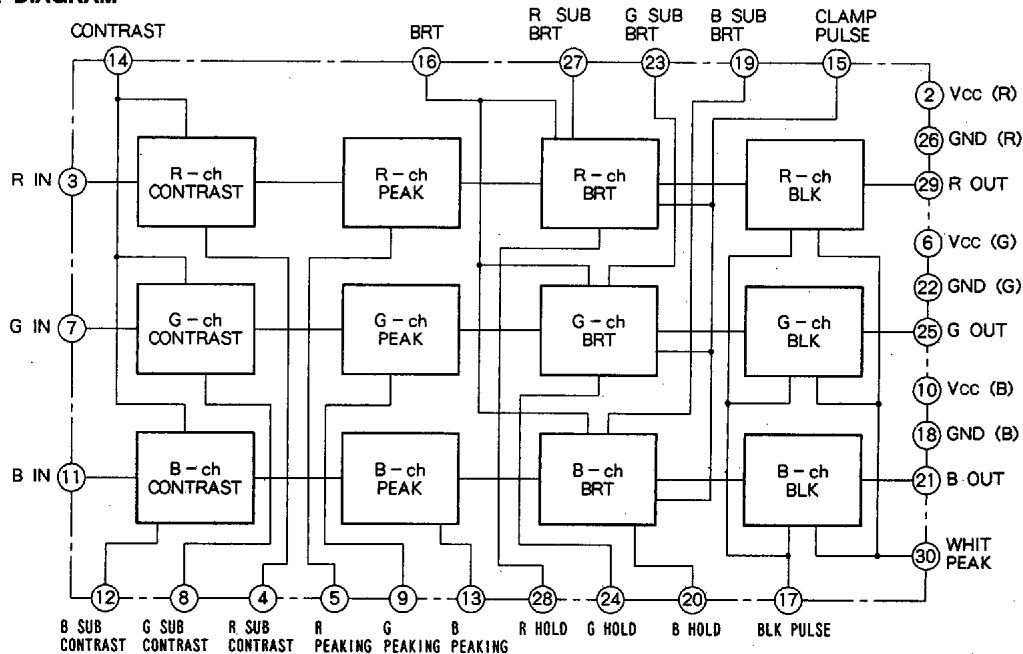 DIAGRAM
CONTRAST
14
BRT
16
R SUB
BRT
27
G SUB
BRT
23
B SUB
BRT
19
CLAMP
PULSE
15
2 Vcc (R)
26 GND (R)
R IN 3
R-ch
CONTRAST
R-ch
PEAK
R-ch
BRT
R-ch
BLK
29 R OUT
6 Vcc (G)
22 GND (G)
G IN 7
G-ch
CONTRAST
G-ch
PEAK
G-ch
BRT
G-ch
BLK
25 G OUT
10 Vcc (B)
18 GND (B)
B IN 11
B-ch
CONTRAST
B-ch
PEAK
B-ch
BRT
B-ch
BLK
21 B OUT
30 WHIT
PEAK
12
B SUB
CONTRAST
8
G SUB
CONTRAST
4
R SUB
CONTRAST
5
R
PEAKING
9
G
PEAKING
13
B
PEAKING
28
R HOLD
24
G HOLD
20
B HOLD
17
BLK PULSE